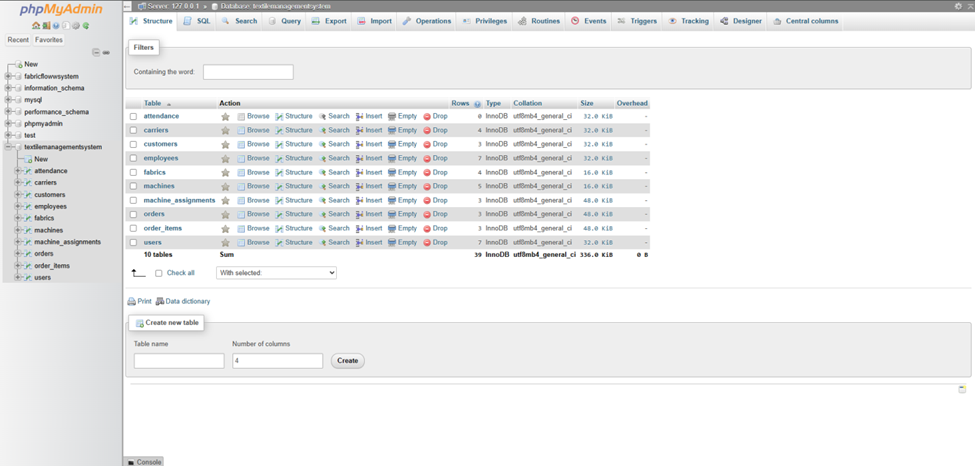 phpMyAdmin
Recent Favorites
New
fabricflowwsystem
information_schema
mysql
performance_schema
phpmyadmin
test
textilemanagementsystem
New
attendance
carriers
customers
employees
fabrics
machines
machine_assignments
orders
order_items
users
Server: 127.0.0.1 » Database: textilemanagementsystem
Structure SQL Search Query Export Import Operations Privileges Routines Events Triggers Tracking Designer Central columns
Filters
Containing the word:
Table Action Rows Type Collation Size Overhead
attendance Browse Structure Search Insert Empty Drop 0 InnoDB utf8mb4_general_ci 32.0 KiB -
carriers Browse Structure Search Insert Empty Drop 4 InnoDB utf8mb4_general_ci 32.0 KiB -
customers Browse Structure Search Insert Empty Drop 3 InnoDB utf8mb4_general_ci 32.0 KiB -
employees Browse Structure Search Insert Empty Drop 7 InnoDB utf8mb4_general_ci 32.0 KiB -
fabrics Browse Structure Search Insert Empty Drop 4 InnoDB utf8mb4_general_ci 16.0 KiB -
machines Browse Structure Search Insert Empty Drop 5 InnoDB utf8mb4_general_ci 16.0 KiB -
machine_assignments Browse Structure Search Insert Empty Drop 3 InnoDB utf8mb4_general_ci 48.0 KiB -
orders Browse Structure Search Insert Empty Drop 3 InnoDB utf8mb4_general_ci 48.0 KiB -
order_items Browse Structure Search Insert Empty Drop 3 InnoDB utf8mb4_general_ci 48.0 KiB -
users Browse Structure Search Insert Empty Drop 7 InnoDB utf8mb4_general_ci 32.0 KiB -
10 tables Sum 39 InnoDB utf8mb4_general_ci 336.0 KiB 0 B
Check all With selected:
Print Data dictionary
Create new table
Table name Number of columns
4 Create
Console